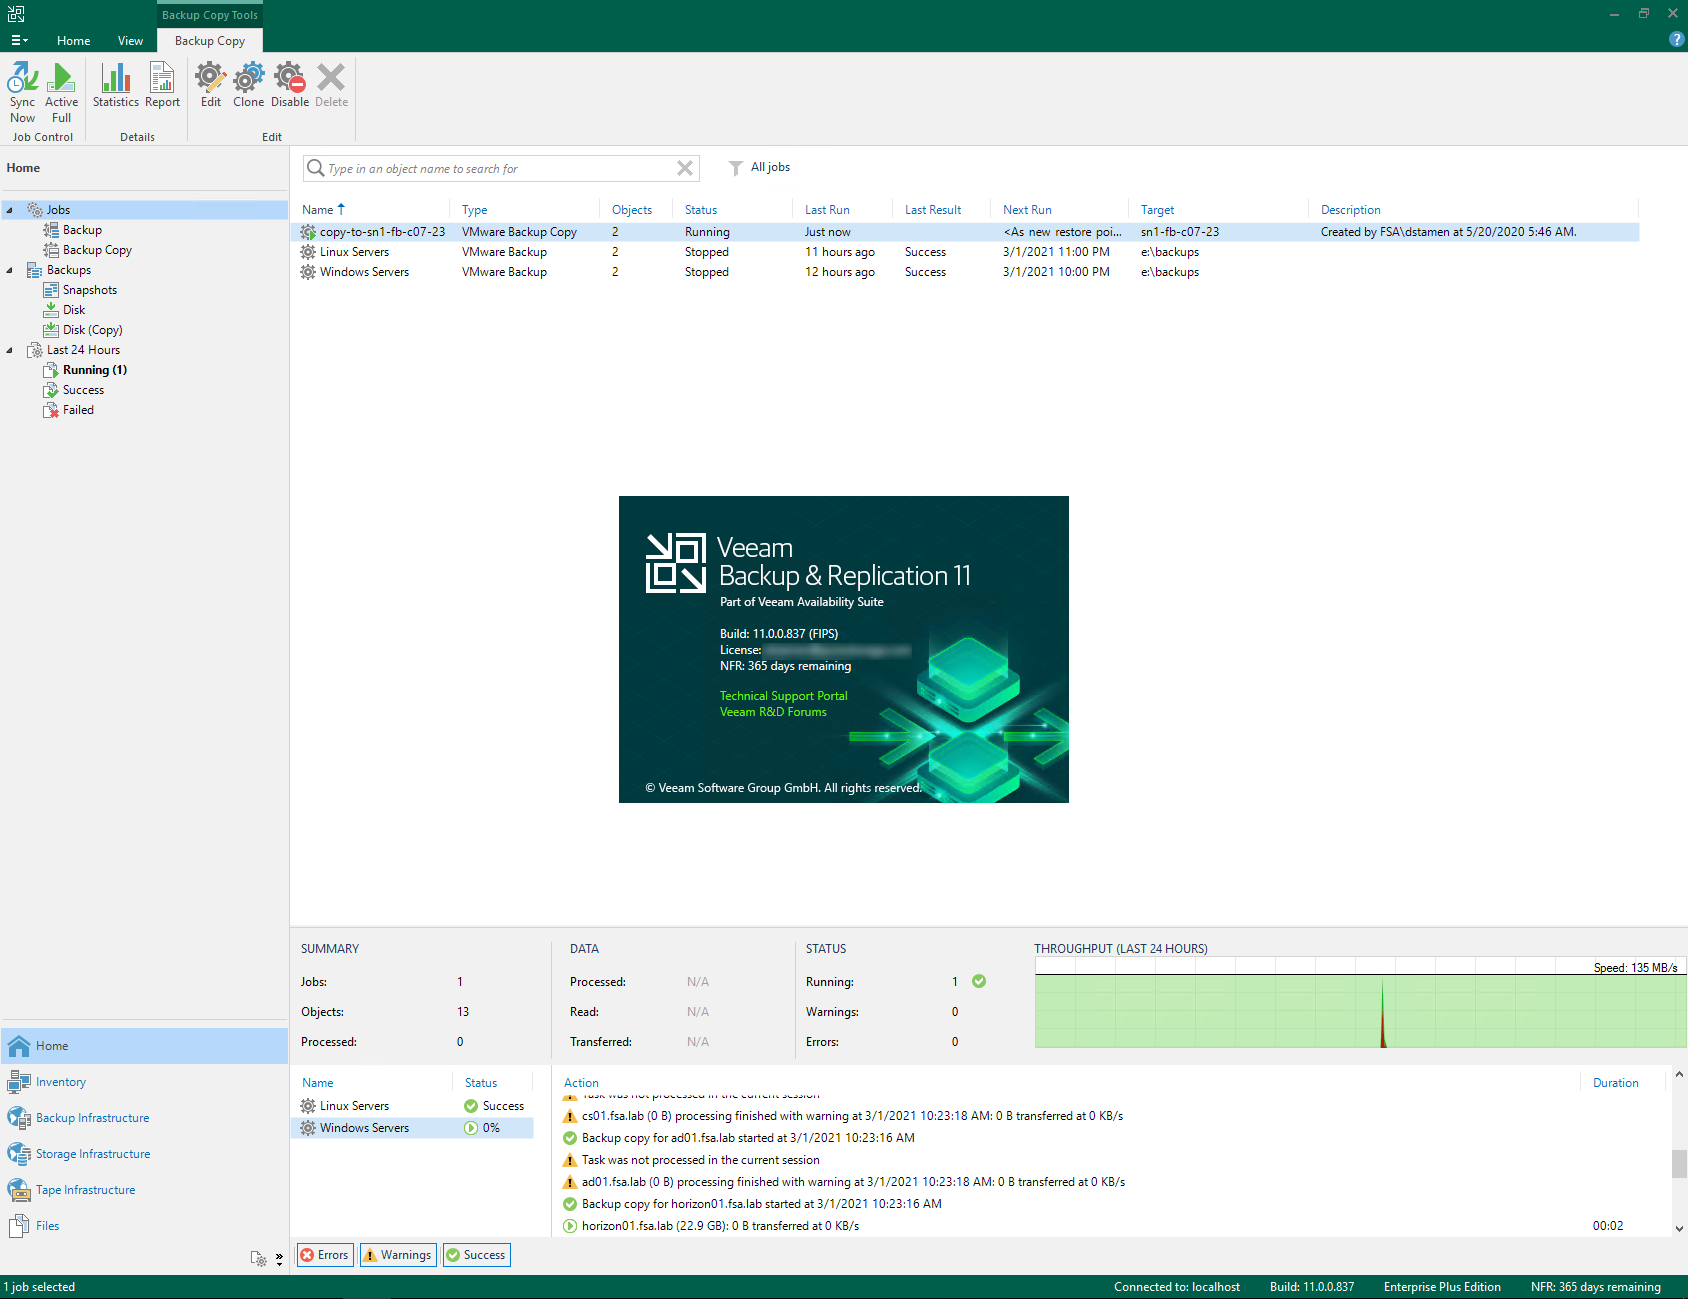 Backup Copy Tools
Home View Backup Copy
Sync Now
Active Full
Statistics
Report
Edit
Clone
Disable
Delete
Job Control
Details
Edit
Home
Jobs
Backup
Backup Copy
Backups
Snapshots
Disk
Disk (Copy)
Last 24 Hours
Running (1)
Success
Failed
Home
Inventory
Backup Infrastructure
Storage Infrastructure
Tape Infrastructure
Files
Type in an object name to search for
All jobs
Name Type Objects Status Last Run Last Result Next Run Target Description
copy-to-sn1-fb-c07-23 VMware Backup Copy 2 Running Just now <As new restore poi... sn1-fb-c07-23 Created by FSA\dstamen at 5/20/2020 5:46 AM.
Linux Servers VMware Backup 2 Stopped 11 hours ago Success 3/1/2021 11:00 PM e:\backups
Windows Servers VMware Backup 2 Stopped 12 hours ago Success 3/1/2021 10:00 PM e:\backups
Veeam
Backup & Replication 11
Part of Veeam Availability Suite
Build: 11.0.0.837 (FIPS)
License:
NFR: 365 days remaining
Technical Support Portal
Veeam R&D Forums
© Veeam Software Group GmbH. All rights reserved.
SUMMARY
Jobs: 1
Objects: 13
Processed: 0
DATA
Processed: N/A
Read: N/A
Transferred: N/A
STATUS
Running: 1
Warnings: 0
Errors: 0
THROUGHPUT (LAST 24 HOURS)
Speed: 135 MB/s
Name Status
Linux Servers Success
Windows Servers 0%
Action Duration
Task was not processed in the current session
cs01.fsa.lab (0 B) processing finished with warning at 3/1/2021 10:23:18 AM: 0 B transferred at 0 KB/s
Backup copy for ad01.fsa.lab started at 3/1/2021 10:23:16 AM
Task was not processed in the current session
ad01.fsa.lab (0 B) processing finished with warning at 3/1/2021 10:23:18 AM: 0 B transferred at 0 KB/s
Backup copy for horizon01.fsa.lab started at 3/1/2021 10:23:16 AM
horizon01.fsa.lab (22.9 GB): 0 B transferred at 0 KB/s 00:02
Errors Warnings Success
1 job selected Connected to: localhost Build: 11.0.0.837 Enterprise Plus Edition NFR: 365 days remaining